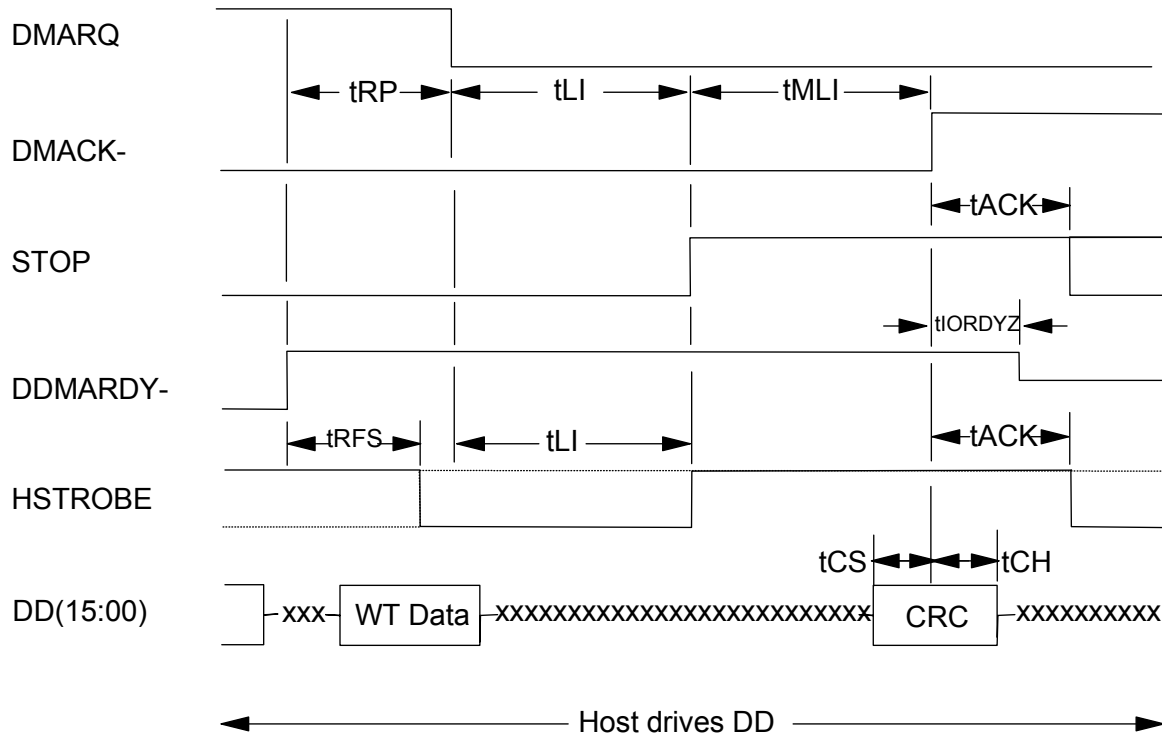 DMARQ
tRP
tLI
tMLI
DMACK-
tACK
STOP
tIORDYZ
DDMARDY-
tRFS
tLI
tACK
HSTROBE
tCS
tCH
DD(15:00)
xxx
WT Data
xxxxxxxxxxxxxxxxxxxxxxxxxx
CRC
xxxxxxxxxx
Host drives DD